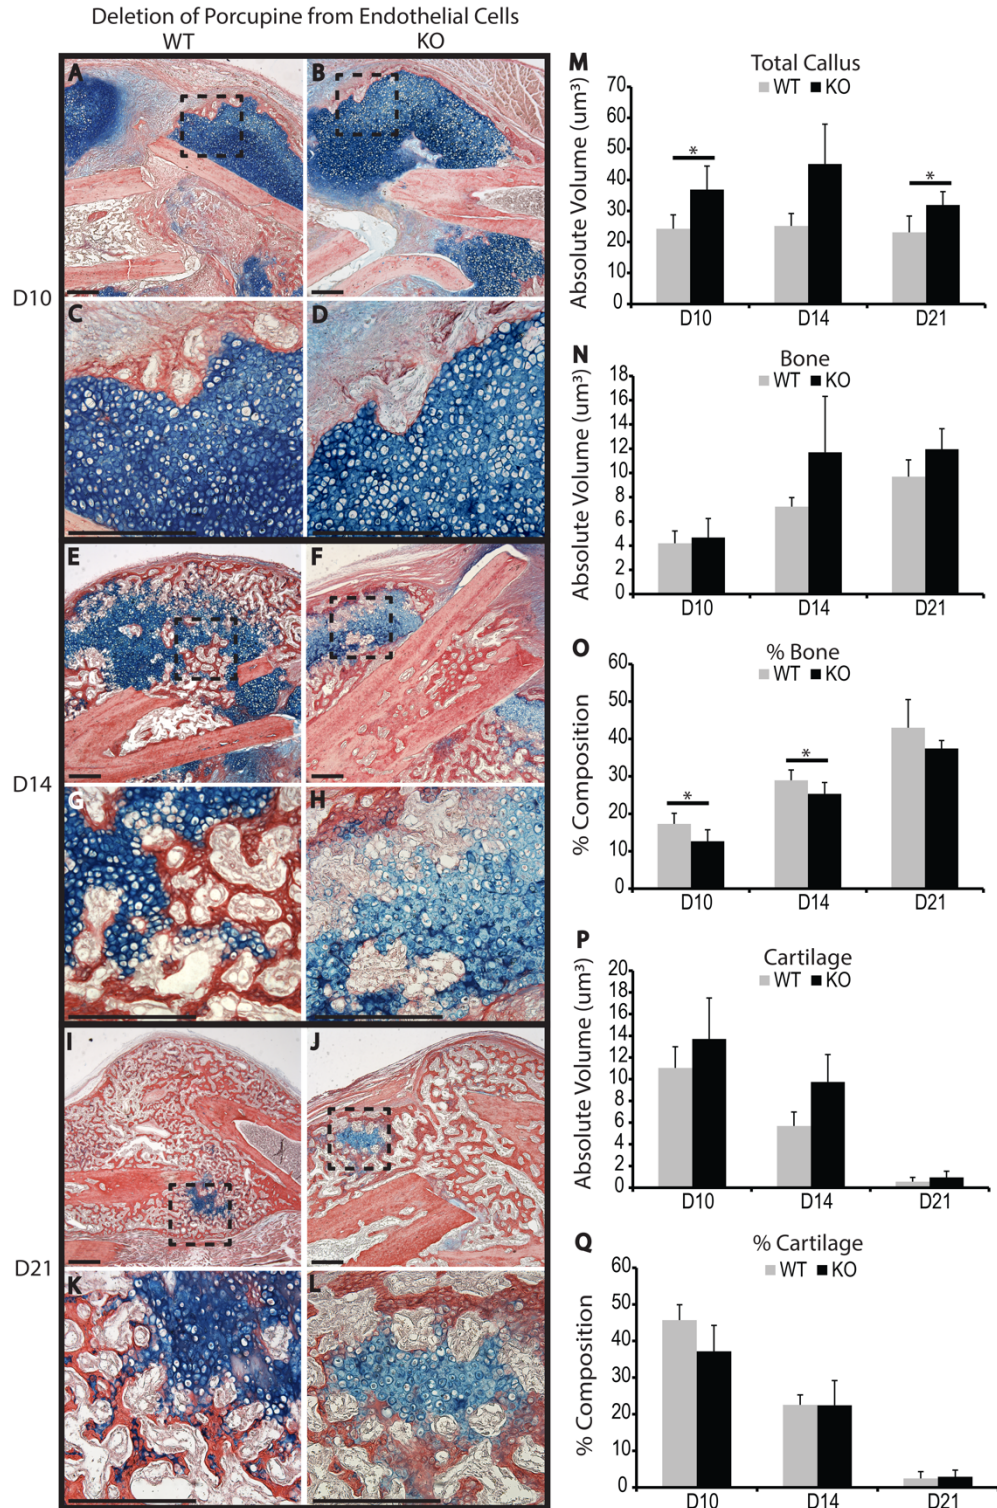 Deletion of Porcupine from Endothelial Cells
WT KO
D10
A B
C D
D14
E F
G H
D21
I J
K L
M Total Callus
WT KO
Absolute Volume (um³)
70
60
50
40
30
20
10
0
* *
D10 D14 D21
N Bone
WT KO
Absolute Volume (um³)
18
16
14
12
10
8
6
4
2
0
D10 D14 D21
O % Bone
WT KO
% Composition
60
50
40
30
20
10
0
* *
D10 D14 D21
P Cartilage
WT KO
Absolute Volume (um³)
20
18
16
14
12
10
8
6
4
2
0
D10 D14 D21
Q % Cartilage
WT KO
% Composition
60
50
40
30
20
10
0
D10 D14 D21